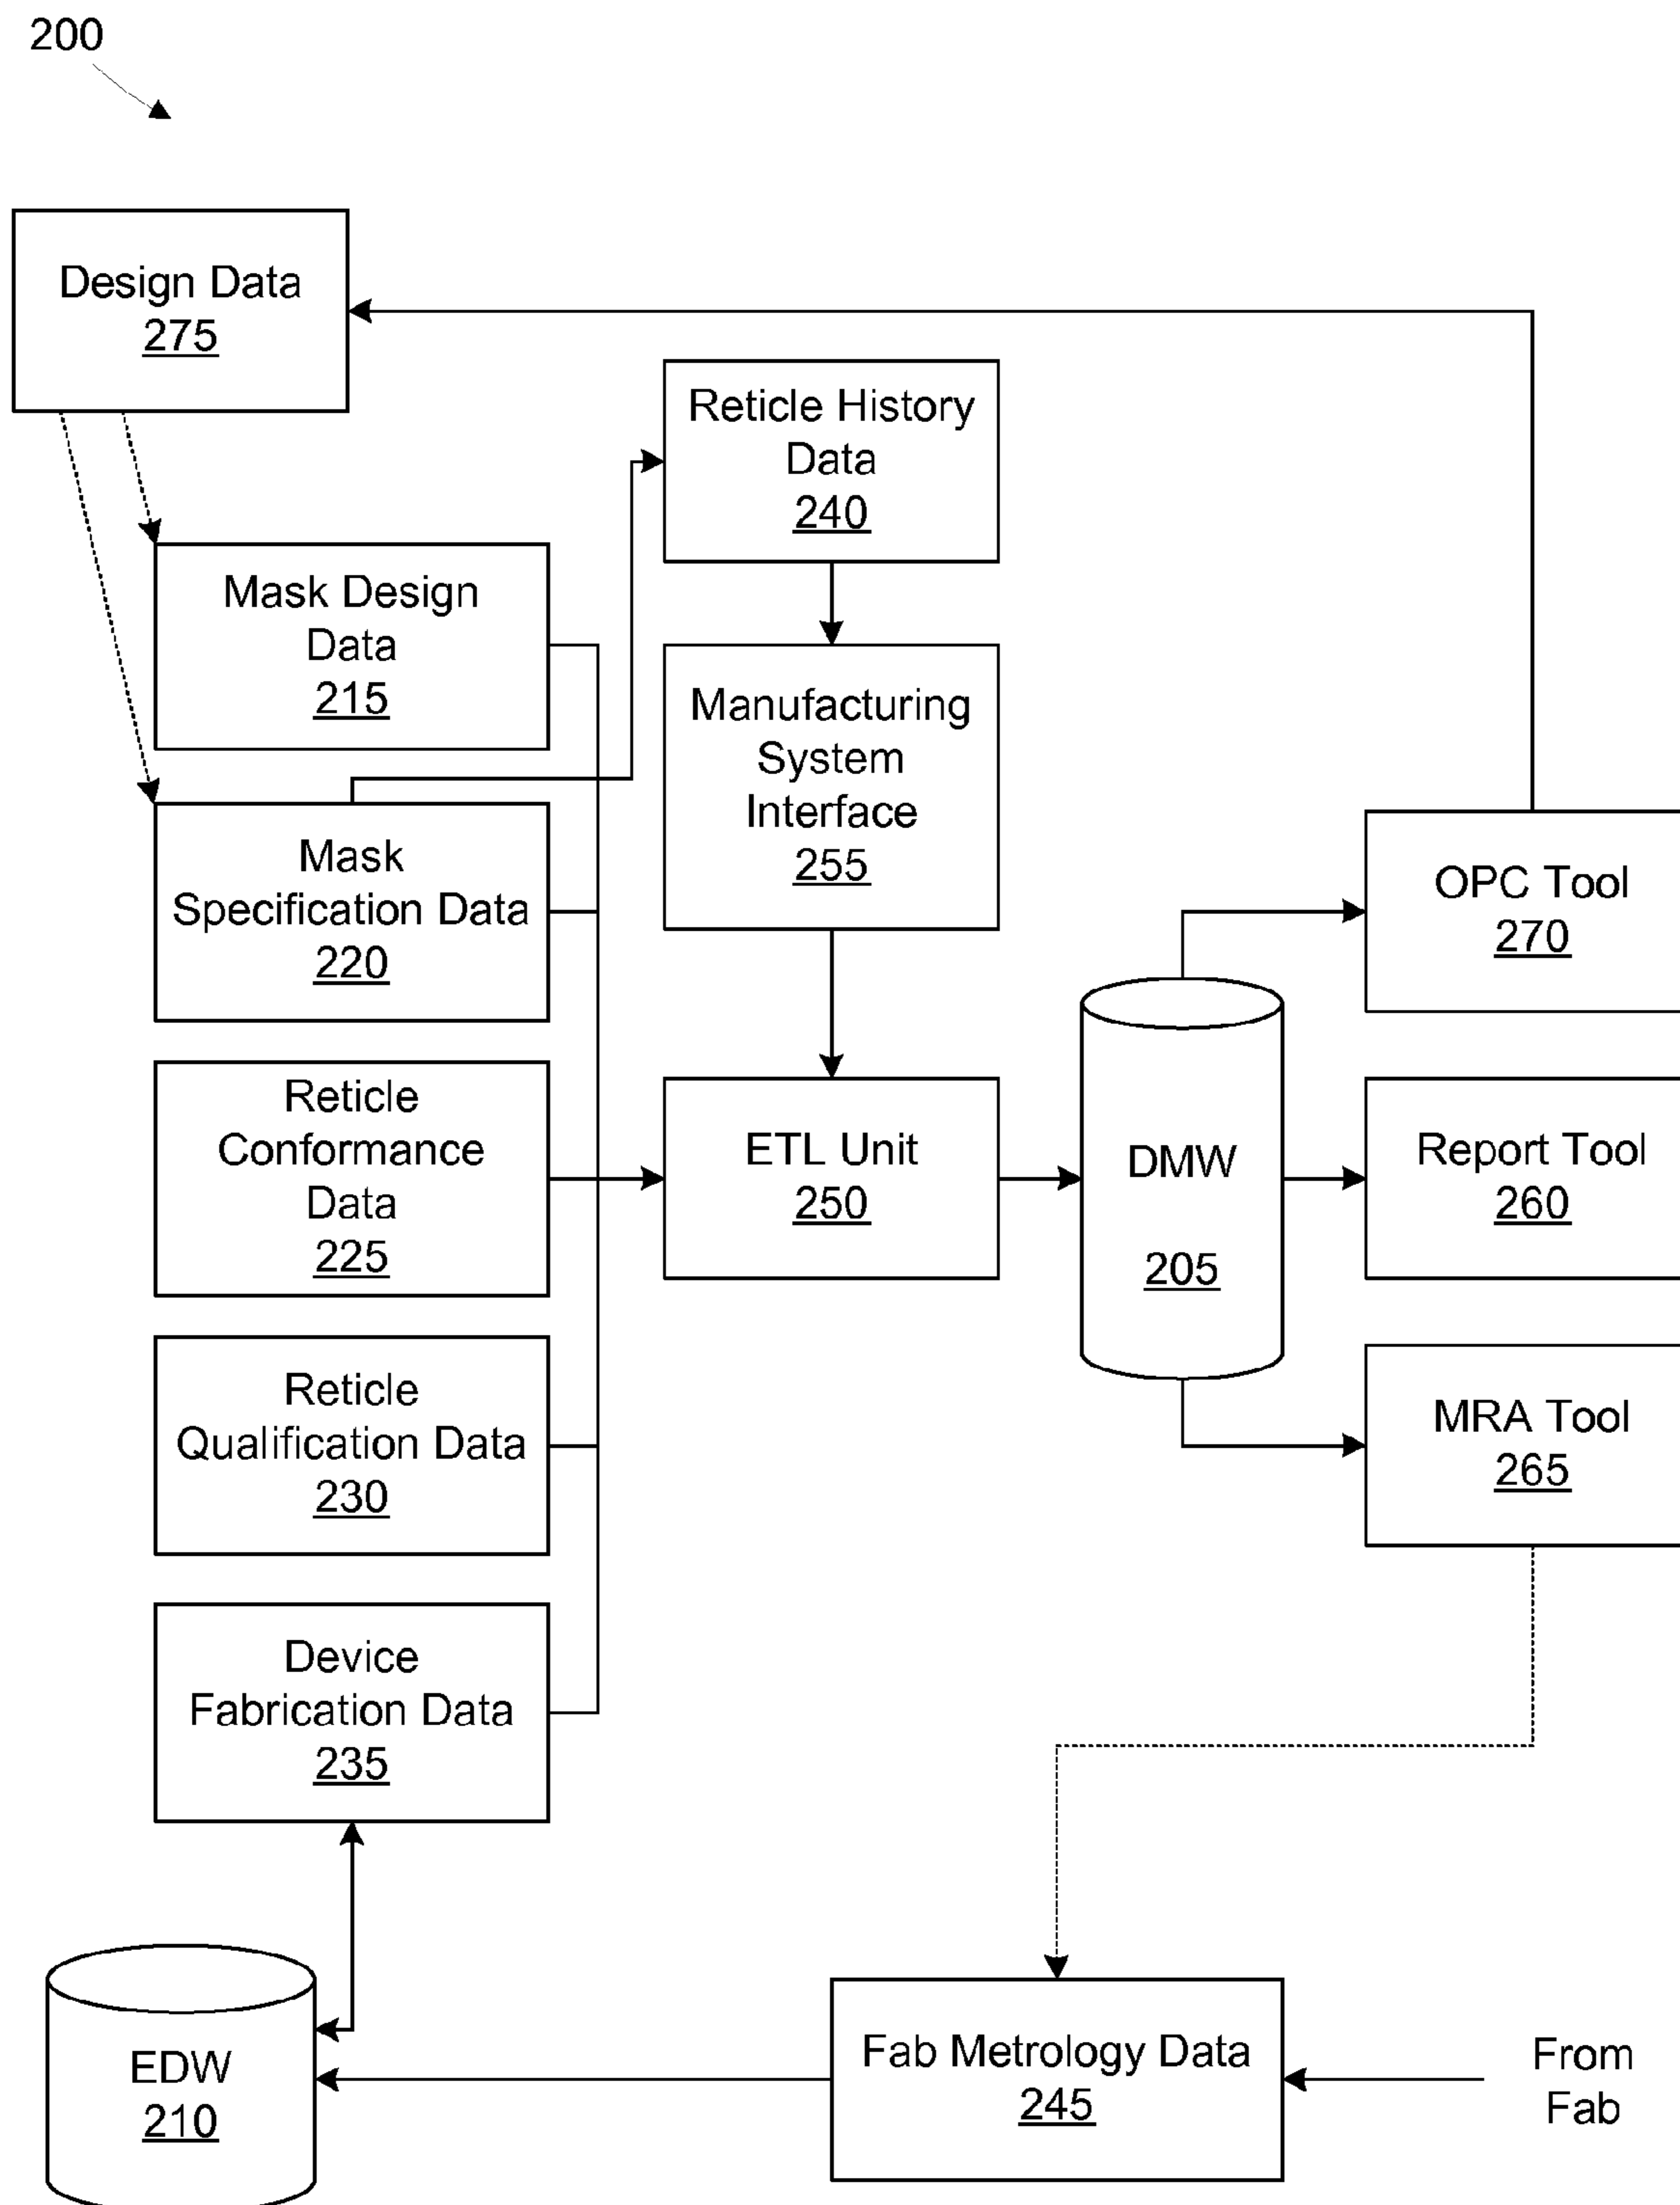 200
Design Data
275
Reticle History
Data
240
Mask Design
Data
215
Manufacturing
System
Interface
255
Mask
Specification Data
220
OPC Tool
270
Reticle
Conformance
Data
225
ETL Unit
250
DMW
205
Report Tool
260
Reticle
Qualification Data
230
MRA Tool
265
Device
Fabrication Data
235
EDW
210
Fab Metrology Data
245
From
Fab